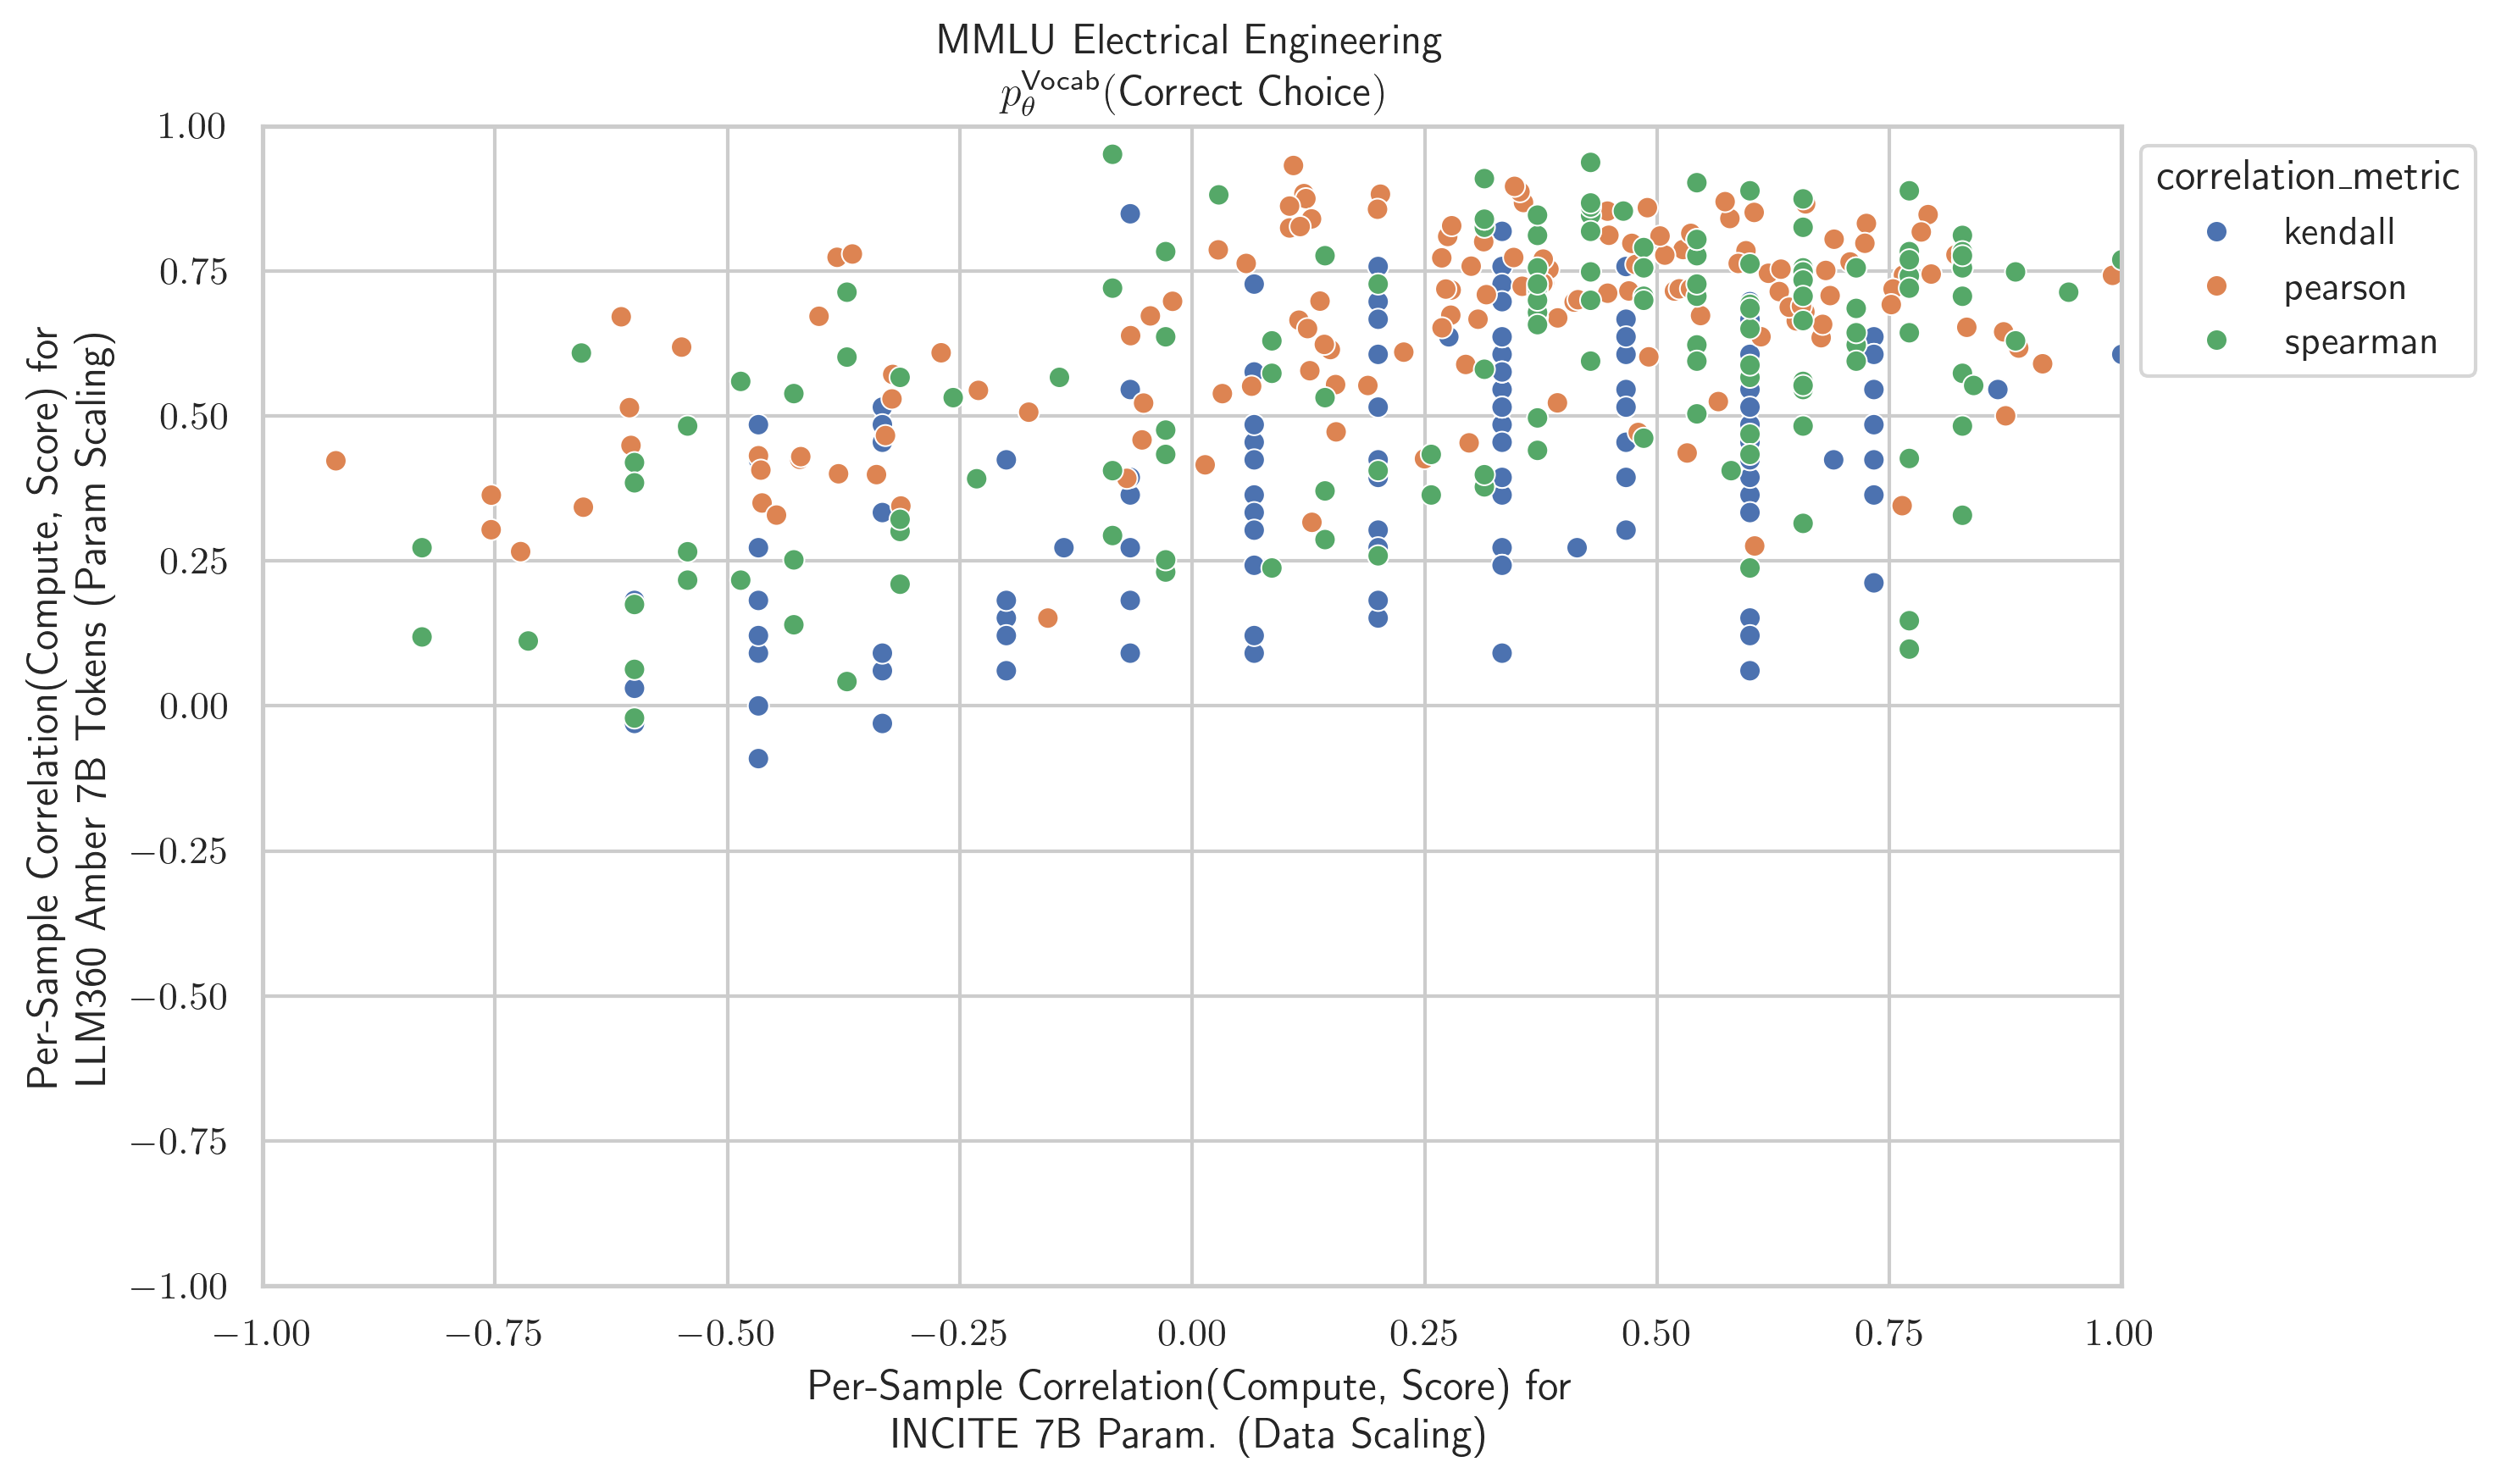 MMLU Electrical Engineering
p_θ^Vocab(Correct Choice)
Per-Sample Correlation(Compute, Score) for
LLM360 Amber 7B Tokens (Param Scaling)
1.00
0.75
0.50
0.25
0.00
−0.25
−0.50
−0.75
−1.00
−1.00 −0.75 −0.50 −0.25 0.00 0.25 0.50 0.75 1.00
Per-Sample Correlation(Compute, Score) for
INCITE 7B Param. (Data Scaling)
correlation_metric
kendall
pearson
spearman